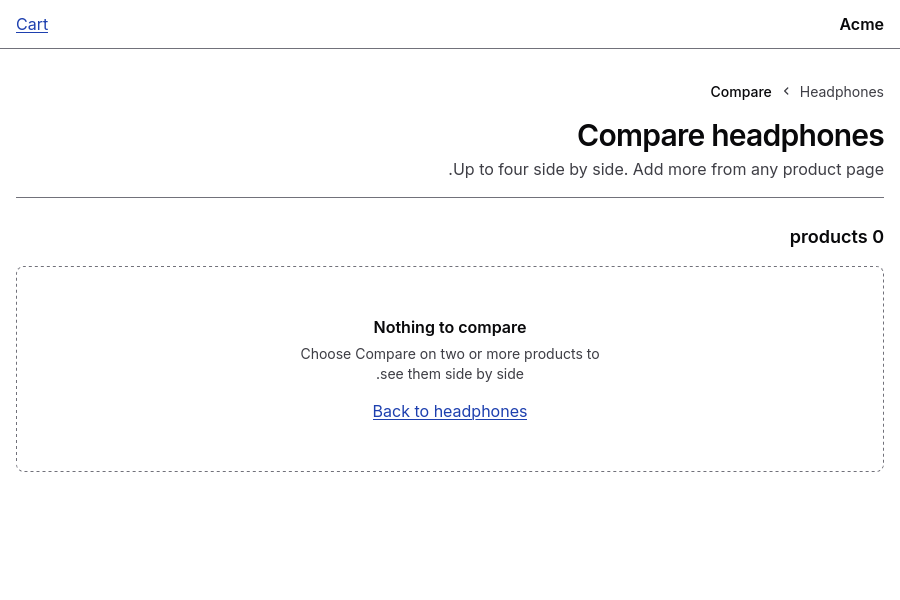 Acme
Cart
Headphones
Compare
Compare headphones
Up to four side by side. Add more from any product page.
0 products
Nothing to compare
Choose Compare on two or more products to
see them side by side.
Back to headphones